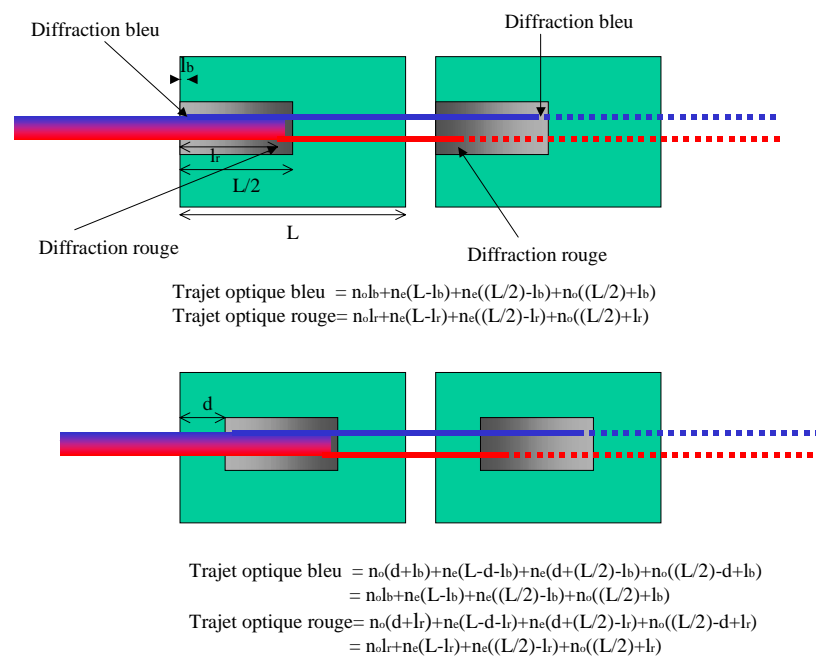 Diffraction bleu
Diffraction bleu
lb
lr
L/2
L
Diffraction rouge
Diffraction rouge
Trajet optique bleu = nolb+ne(L-lb)+ne((L/2)-lb)+no((L/2)+lb)
Trajet optique rouge= nolr+ne(L-lr)+ne((L/2)-lr)+no((L/2)+lr)
d
Trajet optique bleu = no(d+lb)+ne(L-d-lb)+ne(d+(L/2)-lb)+no((L/2)-d+lb)
= nolb+ne(L-lb)+ne((L/2)-lb)+no((L/2)+lb)
Trajet optique rouge= no(d+lr)+ne(L-d-lr)+ne(d+(L/2)-lr)+no((L/2)-d+lr)
= nolr+ne(L-lr)+ne((L/2)-lr)+no((L/2)+lr)